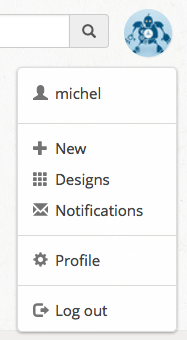 michel
New
Designs
Notifications
Profile
Log out